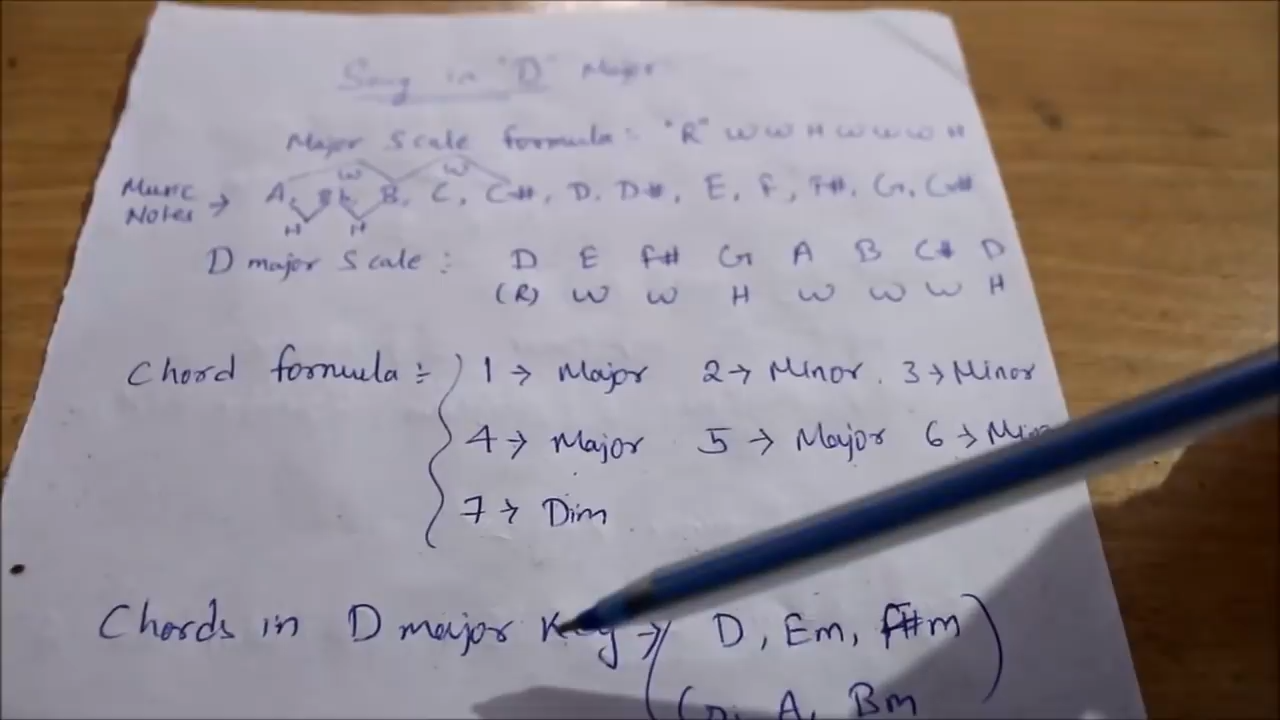 Song in "D" Major
Major Scale formula: "R" W W H W W W H
W W
Music Notes → A, Bb, B, C, C#, D, D#, E, F, F#, G, G#
H H
D major Scale : D E F# G A B C# D
(R) W W H W W W H
Chord formula :- 1 → Major 2 → Minor. 3 → Minor
4 → Major 5 → Major 6 →
7 → Dim
Chords in D major Key → ( D, Em, F#m )
G, A, Bm